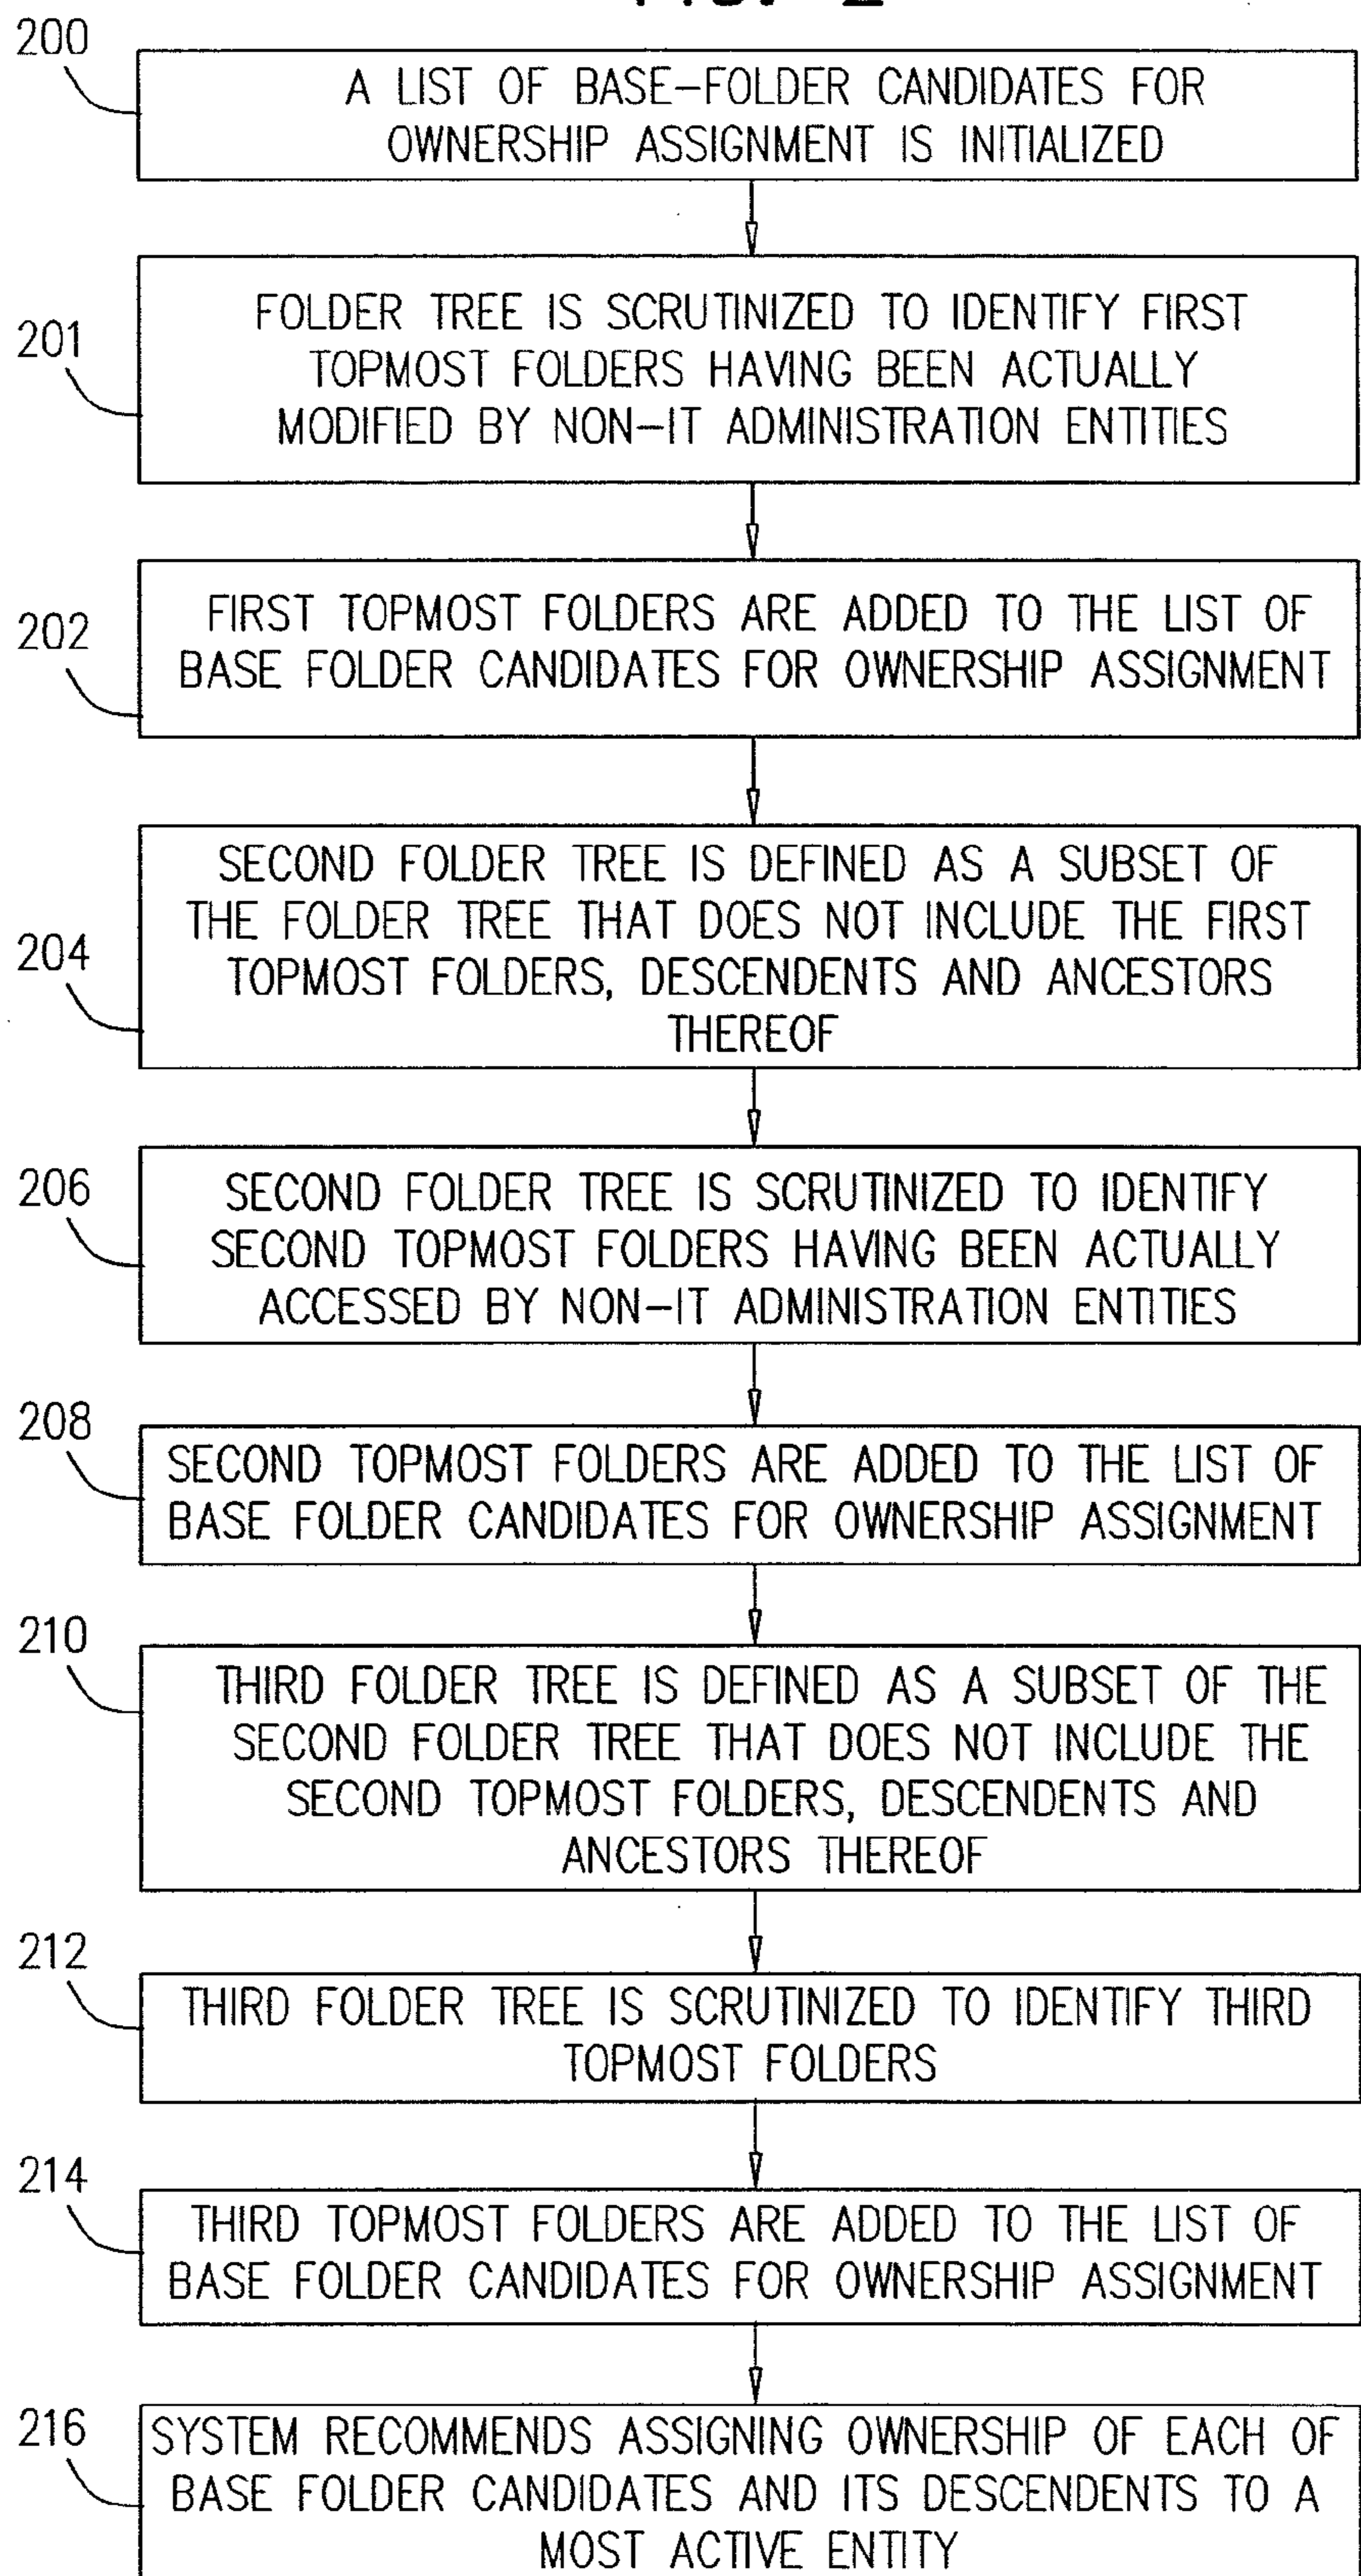 200
A LIST OF BASE-FOLDER CANDIDATES FOR
OWNERSHIP ASSIGNMENT IS INITIALIZED
201
FOLDER TREE IS SCRUTINIZED TO IDENTIFY FIRST
TOPMOST FOLDERS HAVING BEEN ACTUALLY
MODIFIED BY NON-IT ADMINISTRATION ENTITIES
202
FIRST TOPMOST FOLDERS ARE ADDED TO THE LIST OF
BASE FOLDER CANDIDATES FOR OWNERSHIP ASSIGNMENT
204
SECOND FOLDER TREE IS DEFINED AS A SUBSET OF
THE FOLDER TREE THAT DOES NOT INCLUDE THE FIRST
TOPMOST FOLDERS, DESCENDENTS AND ANCESTORS
THEREOF
206
SECOND FOLDER TREE IS SCRUTINIZED TO IDENTIFY
SECOND TOPMOST FOLDERS HAVING BEEN ACTUALLY
ACCESSED BY NON-IT ADMINISTRATION ENTITIES
208
SECOND TOPMOST FOLDERS ARE ADDED TO THE LIST OF
BASE FOLDER CANDIDATES FOR OWNERSHIP ASSIGNMENT
210
THIRD FOLDER TREE IS DEFINED AS A SUBSET OF THE
SECOND FOLDER TREE THAT DOES NOT INCLUDE THE
SECOND TOPMOST FOLDERS, DESCENDENTS AND
ANCESTORS THEREOF
212
THIRD FOLDER TREE IS SCRUTINIZED TO IDENTIFY THIRD
TOPMOST FOLDERS
214
THIRD TOPMOST FOLDERS ARE ADDED TO THE LIST OF
BASE FOLDER CANDIDATES FOR OWNERSHIP ASSIGNMENT
216
SYSTEM RECOMMENDS ASSIGNING OWNERSHIP OF EACH OF
BASE FOLDER CANDIDATES AND ITS DESCENDENTS TO A
MOST ACTIVE ENTITY